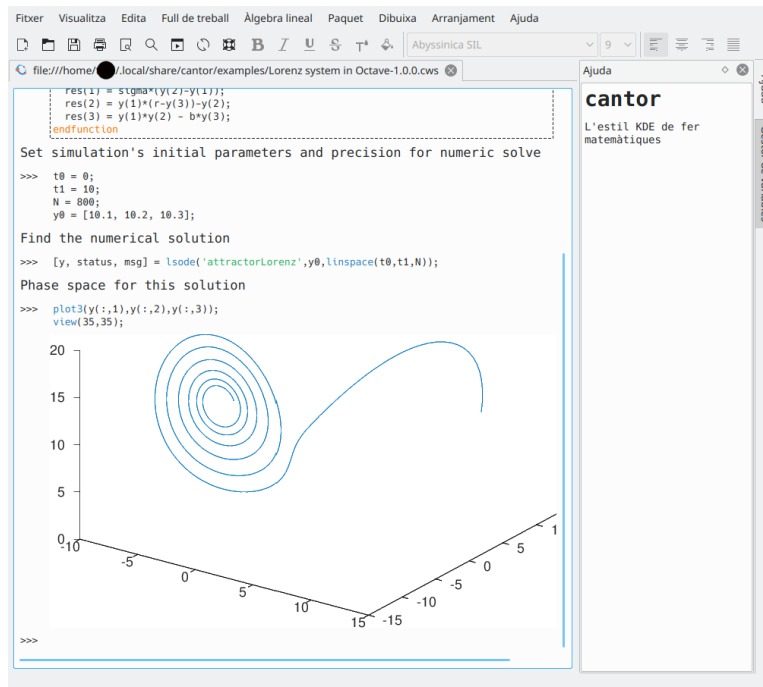 Fitxer Visualitza Edita Full de treball Àlgebra lineal Paquet Dibuixa Arranjament Ajuda
B I U S T Abyssinica SIL 9
file:///home/ /.local/share/cantor/examples/Lorenz system in Octave-1.0.0.cws
res(1) = sigma*(y(2)-y(1));
res(2) = y(1)*(r-y(3))-y(2);
res(3) = y(1)*y(2) - b*y(3);
endfunction
Set simulation's initial parameters and precision for numeric solve
>>> t0 = 0;
t1 = 10;
N = 800;
y0 = [10.1, 10.2, 10.3];
Find the numerical solution
>>> [y, status, msg] = lsode('attractorLorenz',y0,linspace(t0,t1,N));
Phase space for this solution
>>> plot3(y(:,1),y(:,2),y(:,3));
view(35,35);
20
15
10
5
0
-10
-5
0
5
10
15
-15
-10
-5
0
5
1
>>>
Ajuda
cantor
L'estil KDE de fer
matemàtiques